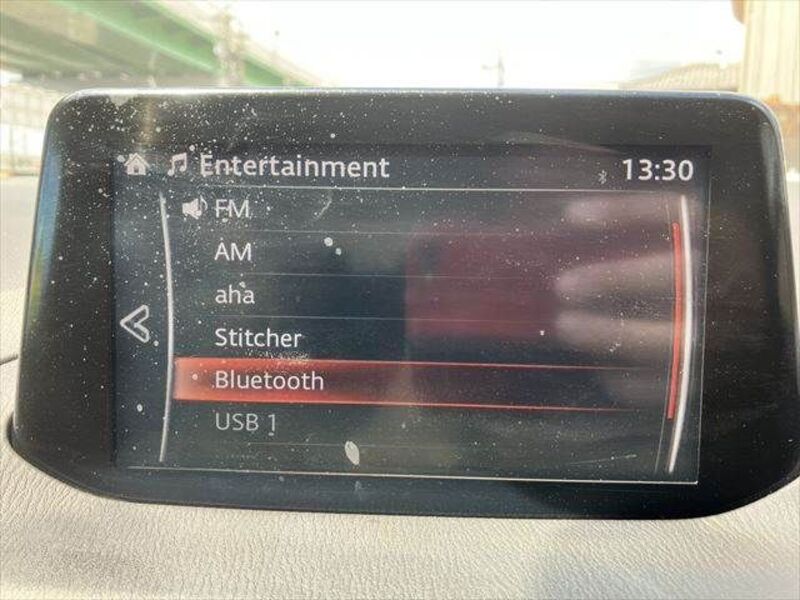 Entertainment
13:30
FM
AM
aha
Stitcher
Bluetooth
USB 1